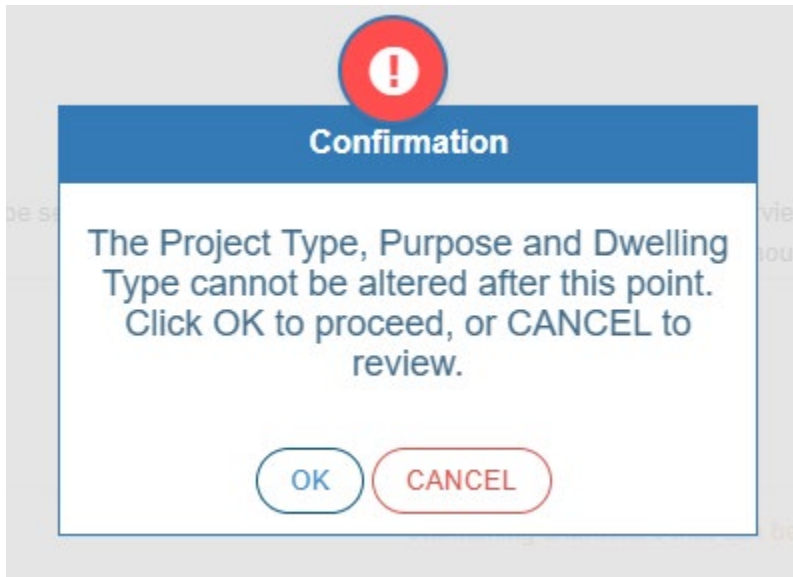 Confirmation
The Project Type, Purpose and Dwelling
Type cannot be altered after this point.
Click OK to proceed, or CANCEL to
review.
OK CANCEL